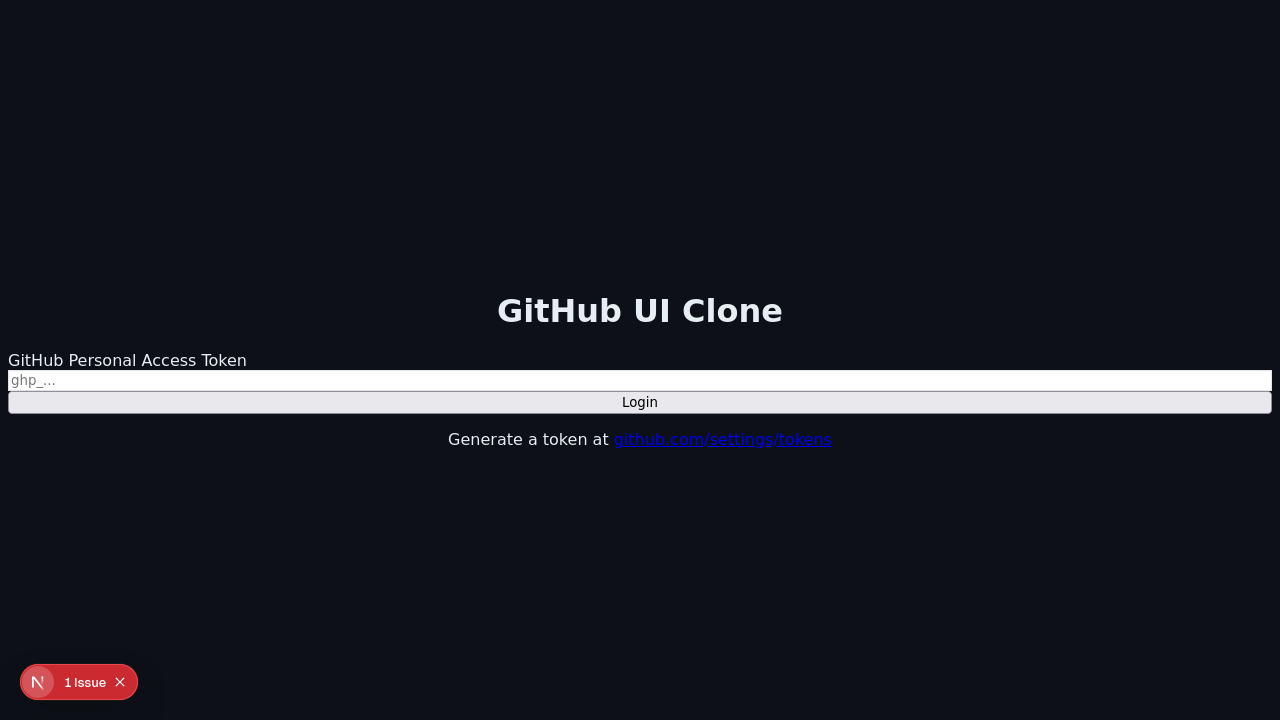 GitHub UI Clone
GitHub Personal Access Token
ghp_...
Login
Generate a token at github.com/settings/tokens
N
1 Issue